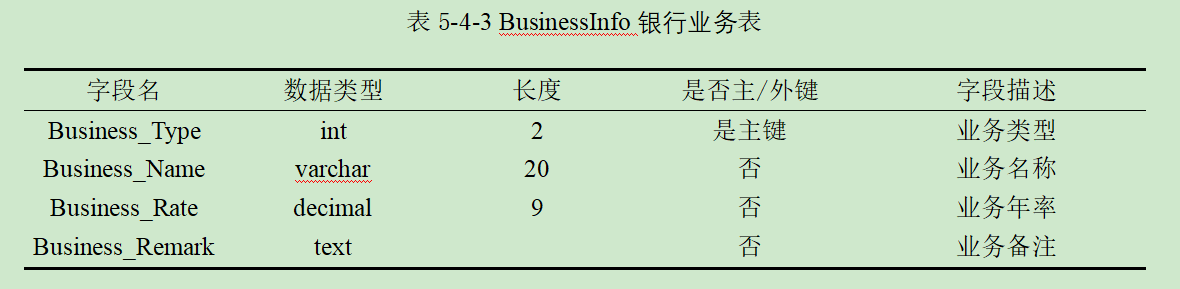 表 5-4-3 BusinessInfo 银行业务表
字段名 数据类型 长度 是否主/外键 字段描述
Business_Type int 2 是主键 业务类型
Business_Name varchar 20 否 业务名称
Business_Rate decimal 9 否 业务年率
Business_Remark text 否 业务备注